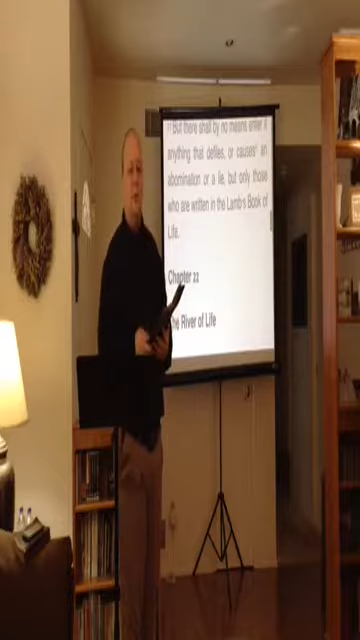 27 But there shall by no means enter it
anything that defiles, or causes an
abomination or a lie, but only those
who are written in the Lamb's Book of
Life.
Chapter 22
The River of Life